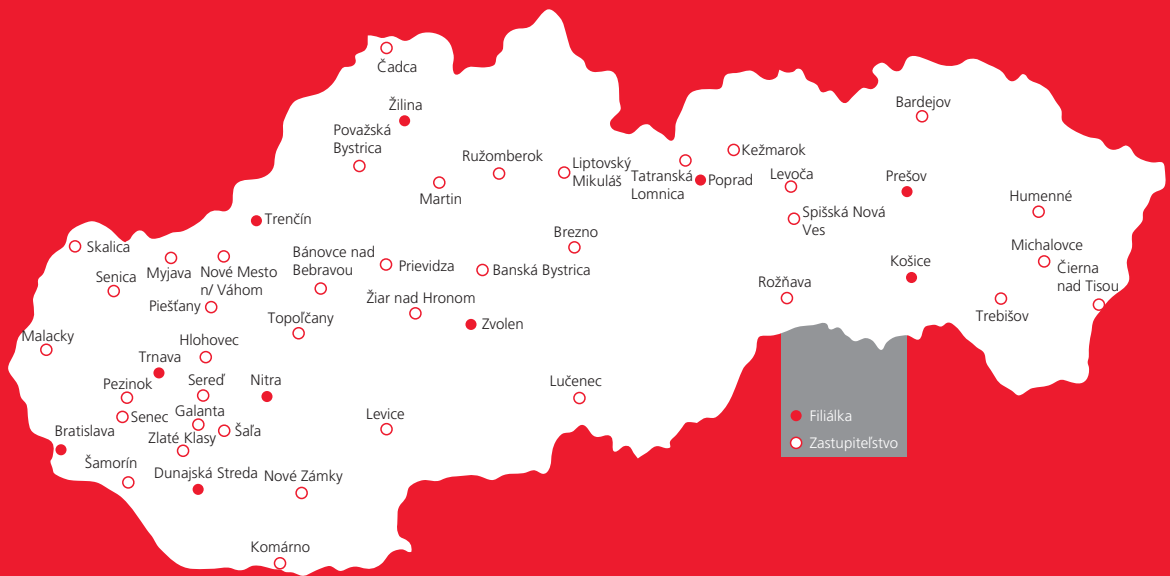 Čadca
Žilina
Považská
Bystrica
Ružomberok
Martin
Liptovský
Mikuláš
Tatranská
Lomnica
Kežmarok
Poprad
Levoča
Spišská Nová
Ves
Bardejov
Prešov
Humenné
Michalovce
Čierna
nad Tisou
Trebišov
Košice
Rožňava
Brezno
Banská Bystrica
Trenčín
Skalica
Senica
Myjava
Nové Mesto
n/ Váhom
Bánovce nad
Bebravou
Prievidza
Piešťany
Žiar nad Hronom
Topoľčany
Zvolen
Malacky
Hlohovec
Trnava
Pezinok
Sereď
Nitra
Senec
Galanta
Šaľa
Bratislava
Zlaté Klasy
Levice
Lučenec
Šamorín
Dunajská Streda
Nové Zámky
Komárno
Filiálka
Zastupiteľstvo